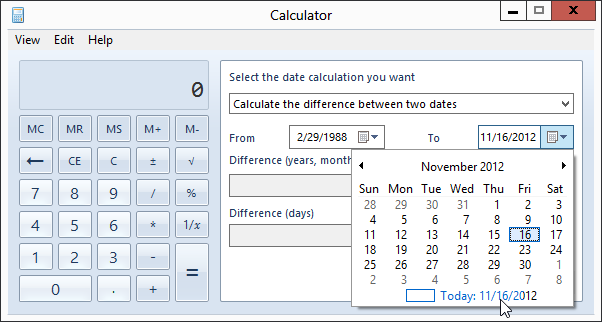 Calculator
View Edit Help
0
MC MR MS M+ M-
← CE C ± √
7 8 9 / %
4 5 6 * 1/x
1 2 3 - =
0 . +
Select the date calculation you want
Calculate the difference between two dates
From 2/29/1988 To 11/16/2012
Difference (years, month
Difference (days)
November 2012
Sun Mon Tue Wed Thu Fri Sat
28 29 30 31 1 2 3
4 5 6 7 8 9 10
11 12 13 14 15 16 17
18 19 20 21 22 23 24
25 26 27 28 29 30 1
2 3 4 5 6 7 8
Today: 11/16/2012